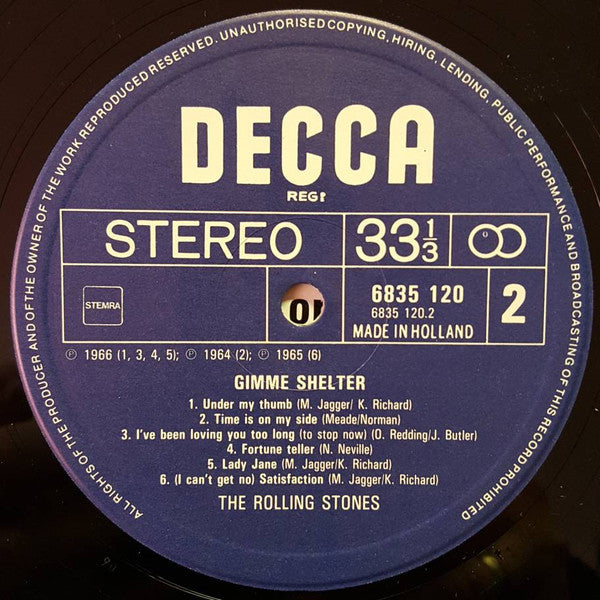 ALL RIGHTS OF THE PRODUCER AND OF THE OWNER OF THE WORK REPRODUCED RESERVED. UNAUTHORISED COPYING, HIRING, LENDING, PUBLIC PERFORMANCE AND BROADCASTING OF THIS RECORD PROHIBITED
DECCA
REGD
STEREO 33 1/3
STEMRA
6835 120
6835 120.2
MADE IN HOLLAND
2
℗ 1966 (1, 3, 4, 5); ℗ 1964 (2); ℗ 1965 (6)
GIMME SHELTER
1. Under my thumb (M. Jagger/ K. Richard)
2. Time is on my side (Meade/Norman)
3. I've been loving you too long (to stop now) (O. Redding/J. Butler)
4. Fortune teller (N. Neville)
5. Lady Jane (M. Jagger/K. Richard)
6. (I can't get no) Satisfaction (M. Jagger/K. Richard)
THE ROLLING STONES